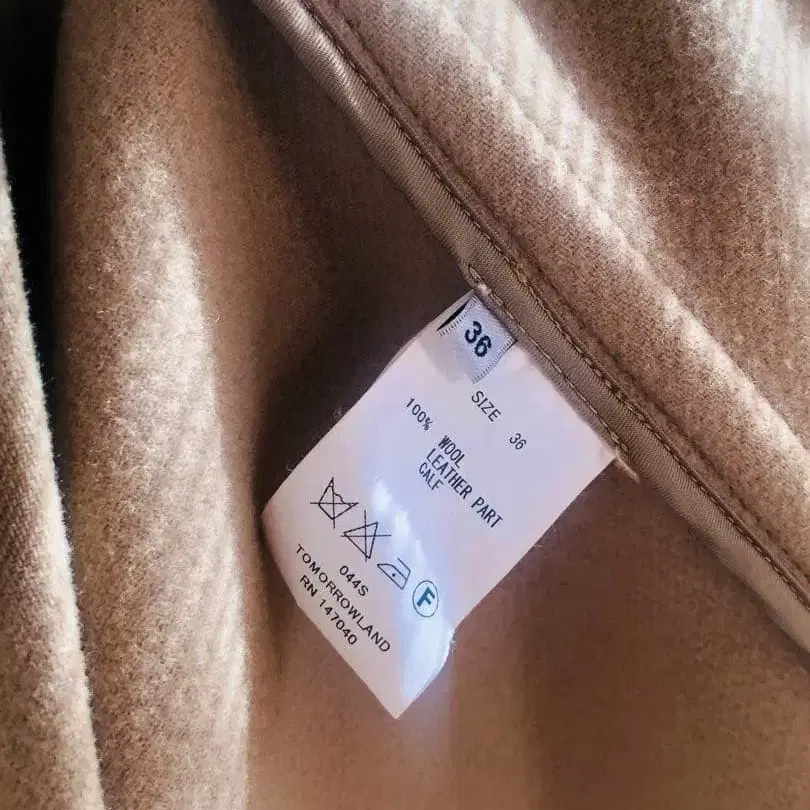 36
SIZE 36
100% WOOL
LEATHER PART
CALF
F
044S
TOMORROWLAND
RN 147040